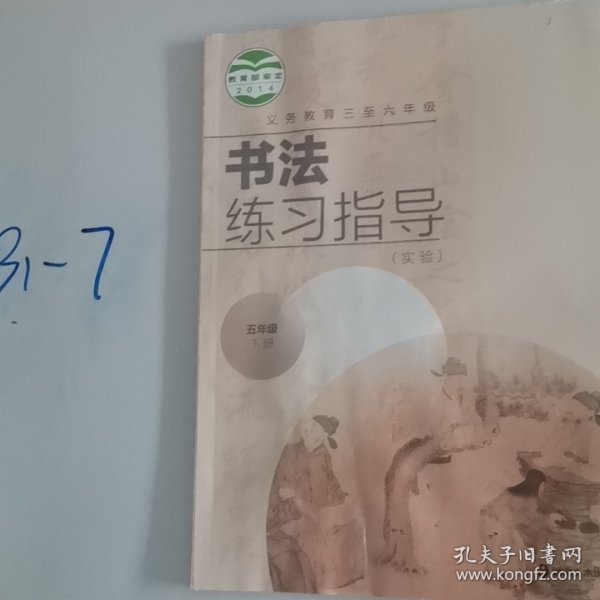 教育部审定
2014
义务教育三至六年级
书法
练习指导
(实验)
五年级
下册
31-7
孔夫子旧书网
www.kongfz.com